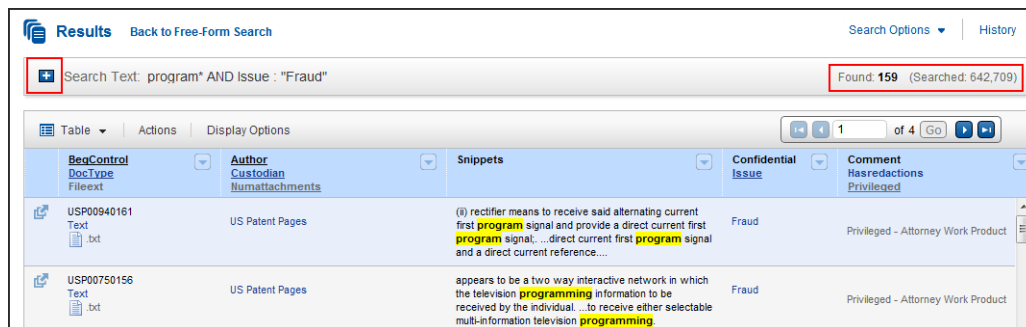 Results Back to Free-Form Search Search Options History
Search Text: program* AND Issue : "Fraud" Found: 159 (Searched: 642,709)
Table Actions Display Options 1 of 4 Go
BegControl Author Snippets Confidential Comment
DocType Custodian Issue Hasredactions
Fileext Numattachments Privileged
USP00940161
Text
.txt
US Patent Pages
(ii) rectifier means to receive said alternating current
first program signal and provide a direct current first
program signal;. ...direct current first program signal
and a direct current reference....
Fraud
Privileged - Attorney Work Product
USP00750156
Text
.txt
US Patent Pages
appears to be a two way interactive network in which
the television programming information to be
received by the individual. ...to receive either selectable
multi-information television programming.
Fraud
Privileged - Attorney Work Product